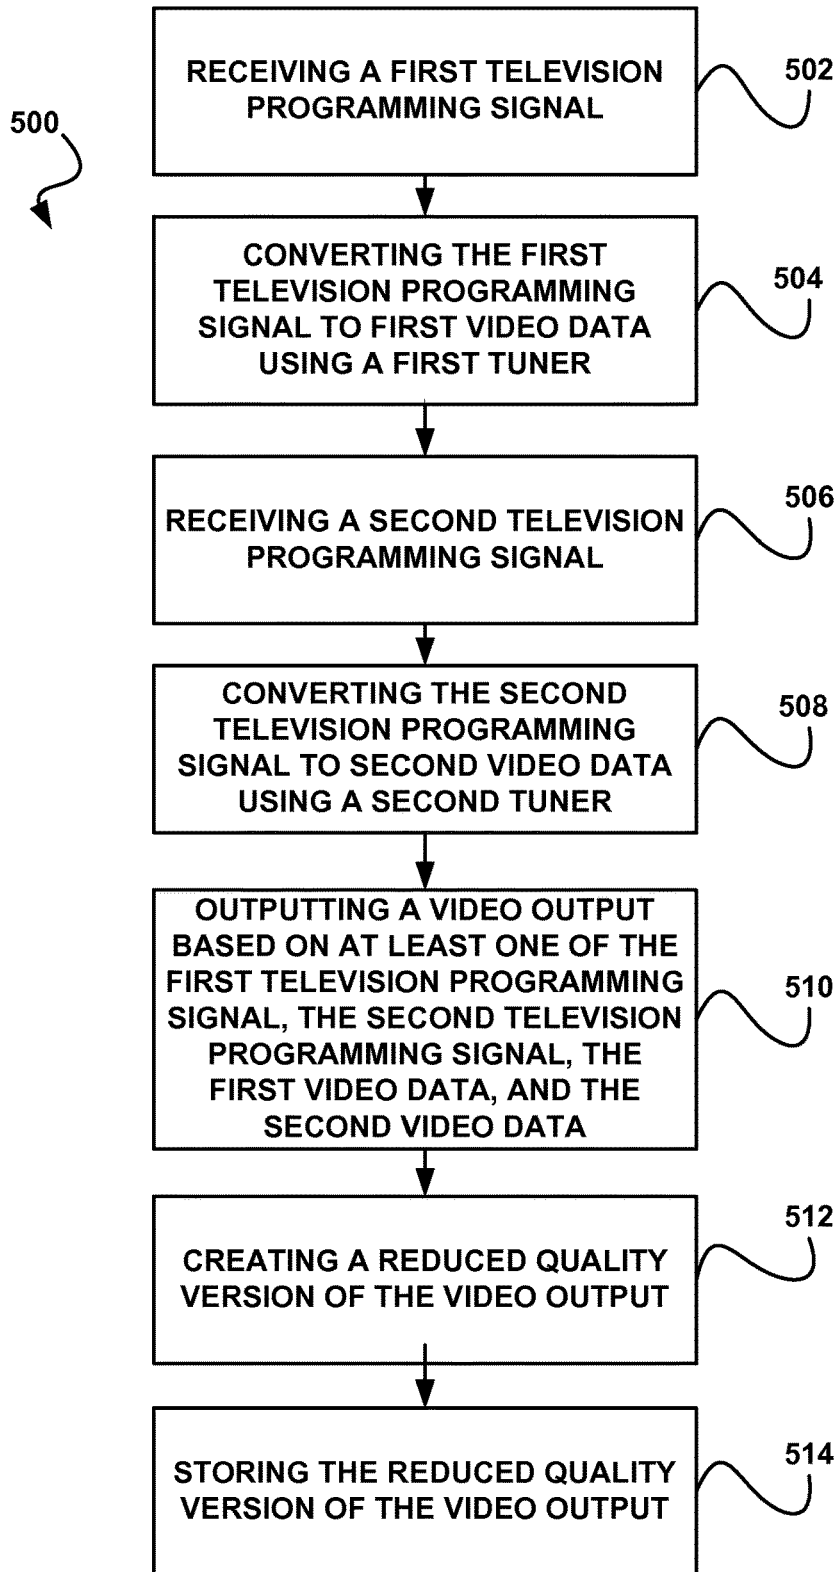 500
RECEIVING A FIRST TELEVISION
PROGRAMMING SIGNAL
502
CONVERTING THE FIRST
TELEVISION PROGRAMMING
SIGNAL TO FIRST VIDEO DATA
USING A FIRST TUNER
504
RECEIVING A SECOND TELEVISION
PROGRAMMING SIGNAL
506
CONVERTING THE SECOND
TELEVISION PROGRAMMING
SIGNAL TO SECOND VIDEO DATA
USING A SECOND TUNER
508
OUTPUTTING A VIDEO OUTPUT
BASED ON AT LEAST ONE OF THE
FIRST TELEVISION PROGRAMMING
SIGNAL, THE SECOND TELEVISION
PROGRAMMING SIGNAL, THE
FIRST VIDEO DATA, AND THE
SECOND VIDEO DATA
510
CREATING A REDUCED QUALITY
VERSION OF THE VIDEO OUTPUT
512
STORING THE REDUCED QUALITY
VERSION OF THE VIDEO OUTPUT
514